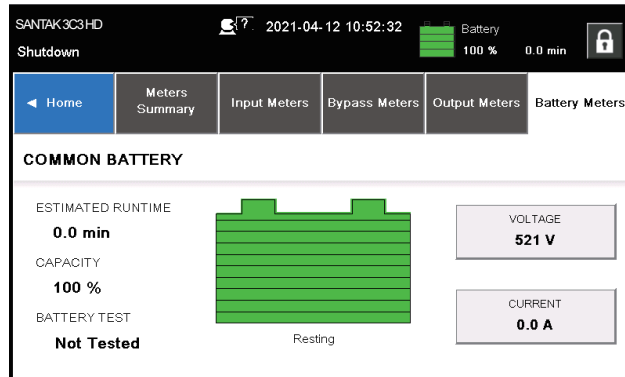 SANTAK 3C3 HD
? 2021-04-12 10:52:32
Battery
Shutdown
100 % 0.0 min
◄ Home
Meters Summary
Input Meters
Bypass Meters
Output Meters
Battery Meters
COMMON BATTERY
ESTIMATED RUNTIME
0.0 min
CAPACITY
100 %
BATTERY TEST
Not Tested
Resting
VOLTAGE
521 V
CURRENT
0.0 A